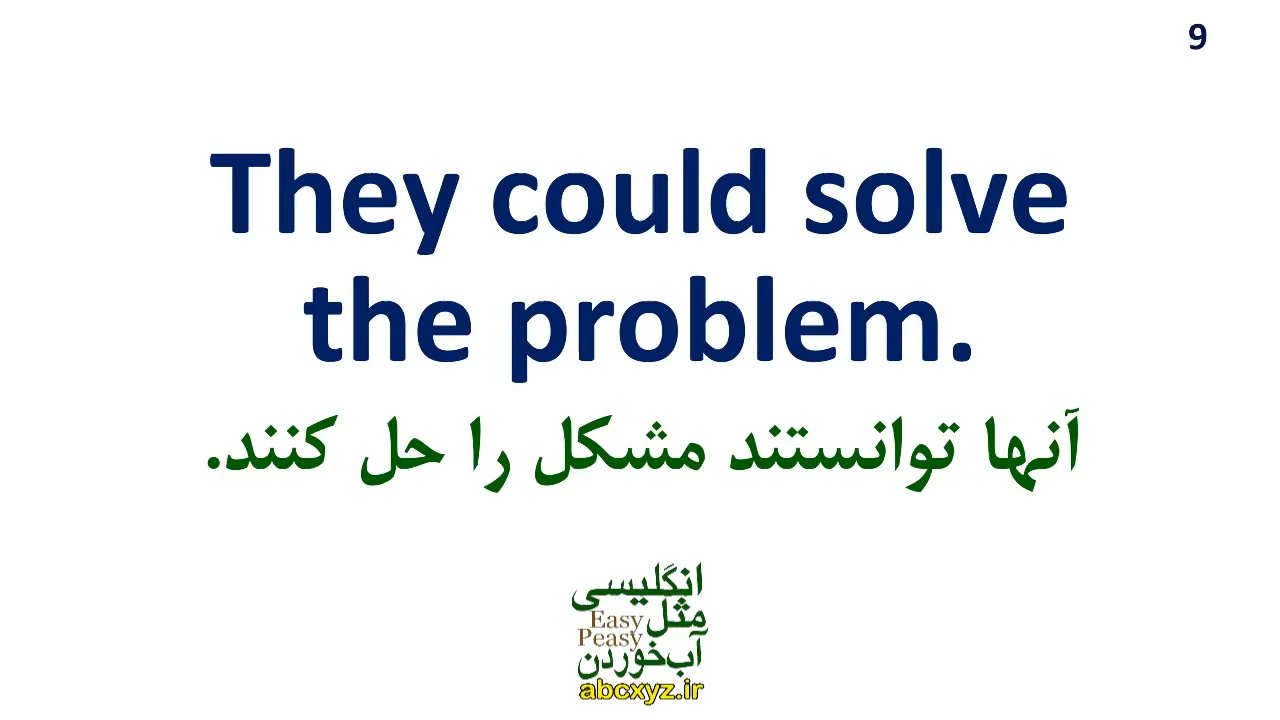 9
They could solve
the problem.
آنها توانستند مشکل را حل کنند.
انگلیسی
مثل
Easy
Peasy
آب‌خوردن
abcxyz.ir